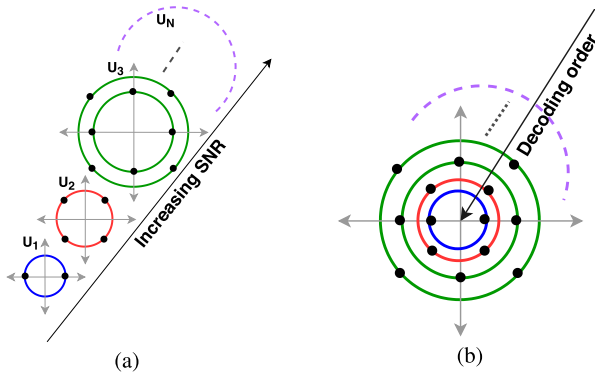 U_N
U_3
U_2
U_1
Increasing SNR
(a)
Decoding order
(b)